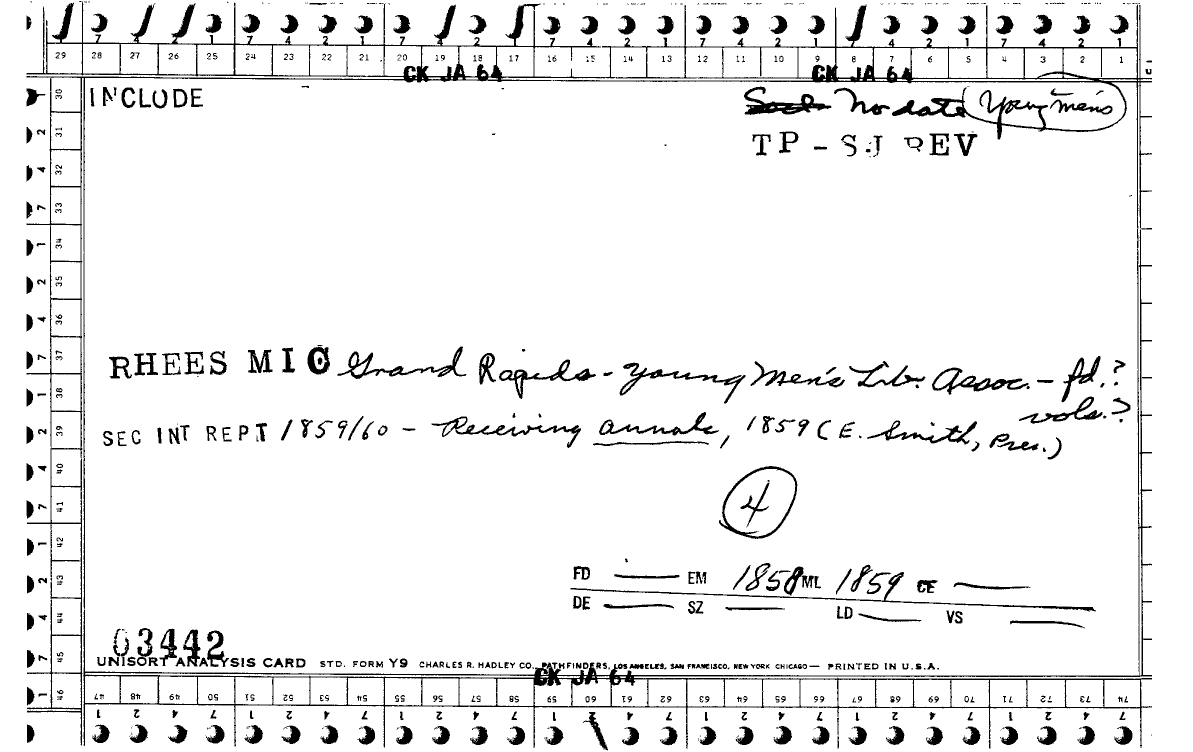 7 4 2 1 7 4 2 1 7 4 2 1 7 4 2 1 7 4 2 1 7 4 2 1 7 4 2 1
29 28 27 26 25 24 23 22 21 20 19 18 17 16 15 14 13 12 11 10 9 8 7 6 5 4 3 2 1
CK JA 64 CK JA 64
INCLUDE
No date Young Men's
TP - SJ REV
RHEES MIC Grand Rapids - Young Men's Lib. Assoc. - fd.?
vols.?
SEC INT REPT 1859/60 - Receiving annals, 1859 (E. Smith, Pres.)
4
FD — EM 1858 ML 1859 CE —
DE — SZ — LD — VS —
03442
UNISORT ANALYSIS CARD STD. FORM Y9 CHARLES R. HADLEY CO., PATHFINDERS, LOS ANGELES, SAN FRANCISCO, NEW YORK CHICAGO — PRINTED IN U.S.A.
CK JA 64
30 31 32 33 34 35 36 37 38 39 40 41 42 43 44 45 46
47 48 49 50 51 52 53 54 55 56 57 58 59 60 61 62 63 64 65 66 67 68 69 70 71 72 73 74
1 2 4 7 1 2 4 7 1 2 4 7 1 2 4 7 1 2 4 7 1 2 4 7 1 2 4 7